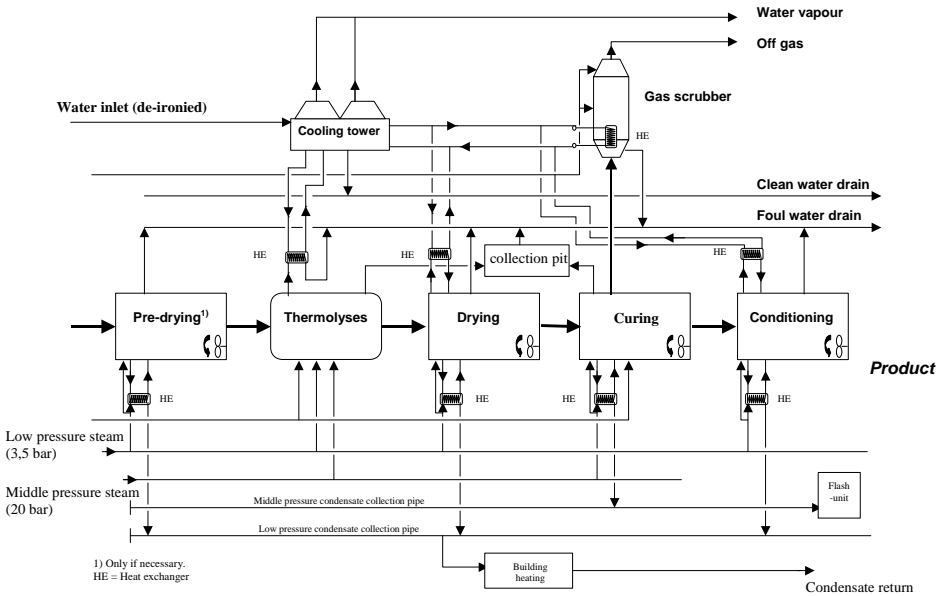 Water vapour
Off gas
Gas scrubber
Water inlet (de-ironied)
Cooling tower
HE
Clean water drain
Foul water drain
HE
HE
collection pit
HE
Pre-drying1)
Thermolyses
Drying
Curing
Conditioning
Product
HE
HE
HE
HE
Low pressure steam
(3,5 bar)
Middle pressure steam
(20 bar)
Middle pressure condensate collection pipe
Flash
-unit
Low pressure condensate collection pipe
1) Only if necessary.
HE = Heat exchanger
Building
heating
Condensate return